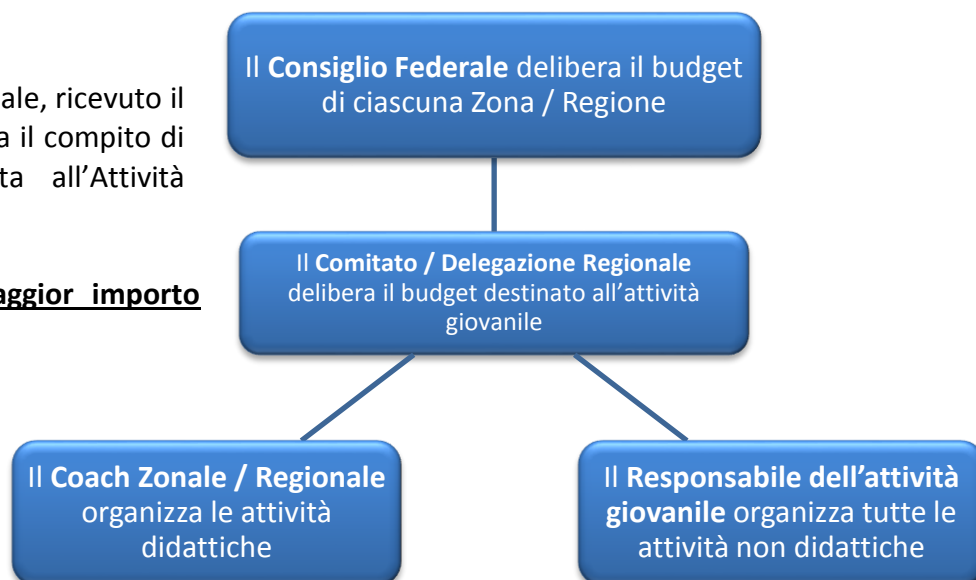 Il Consiglio Federale delibera il budget
di ciascuna Zona / Regione
ale, ricevuto il
a il compito di
ta all’Attività
aggior importo
Il Comitato / Delegazione Regionale
delibera il budget destinato all’attività
giovanile
Il Coach Zonale / Regionale
organizza le attività
didattiche
Il Responsabile dell’attività
giovanile organizza tutte le
attività non didattiche